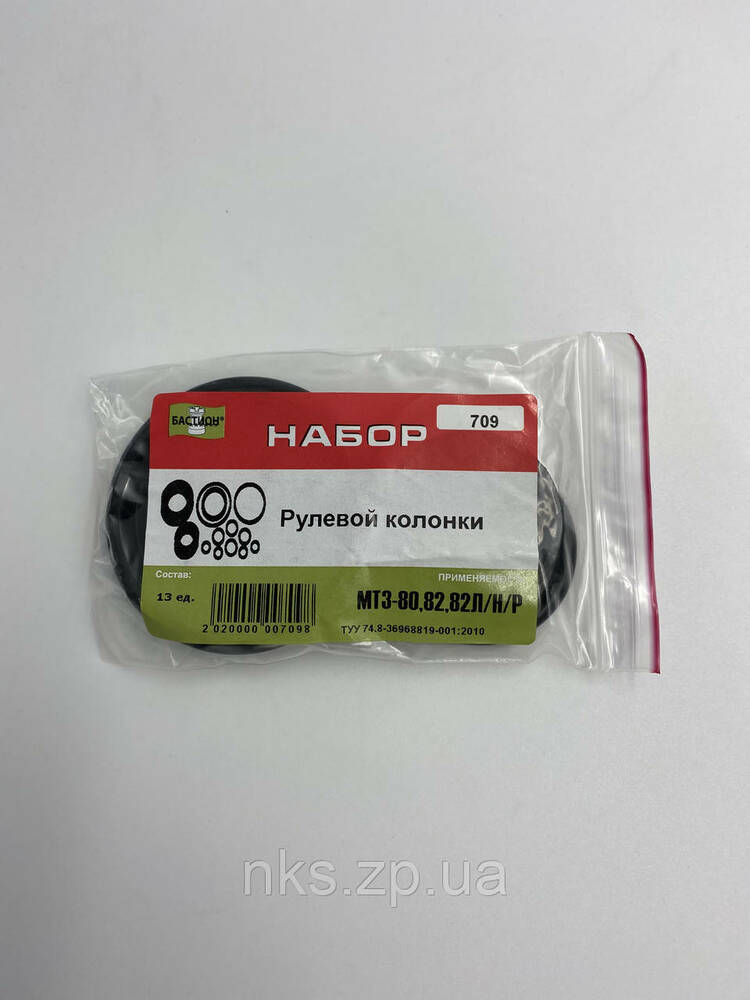 БАСТИОН®
НАБОР
709
Рулевой колонки
Состав:
ПРИМЕНЯЕМО
13 ед.
МТЗ-80,82,82Л/Н/Р
2 020000 007098
ТУУ 74.8-36968819-001:2010
nks.zp.ua